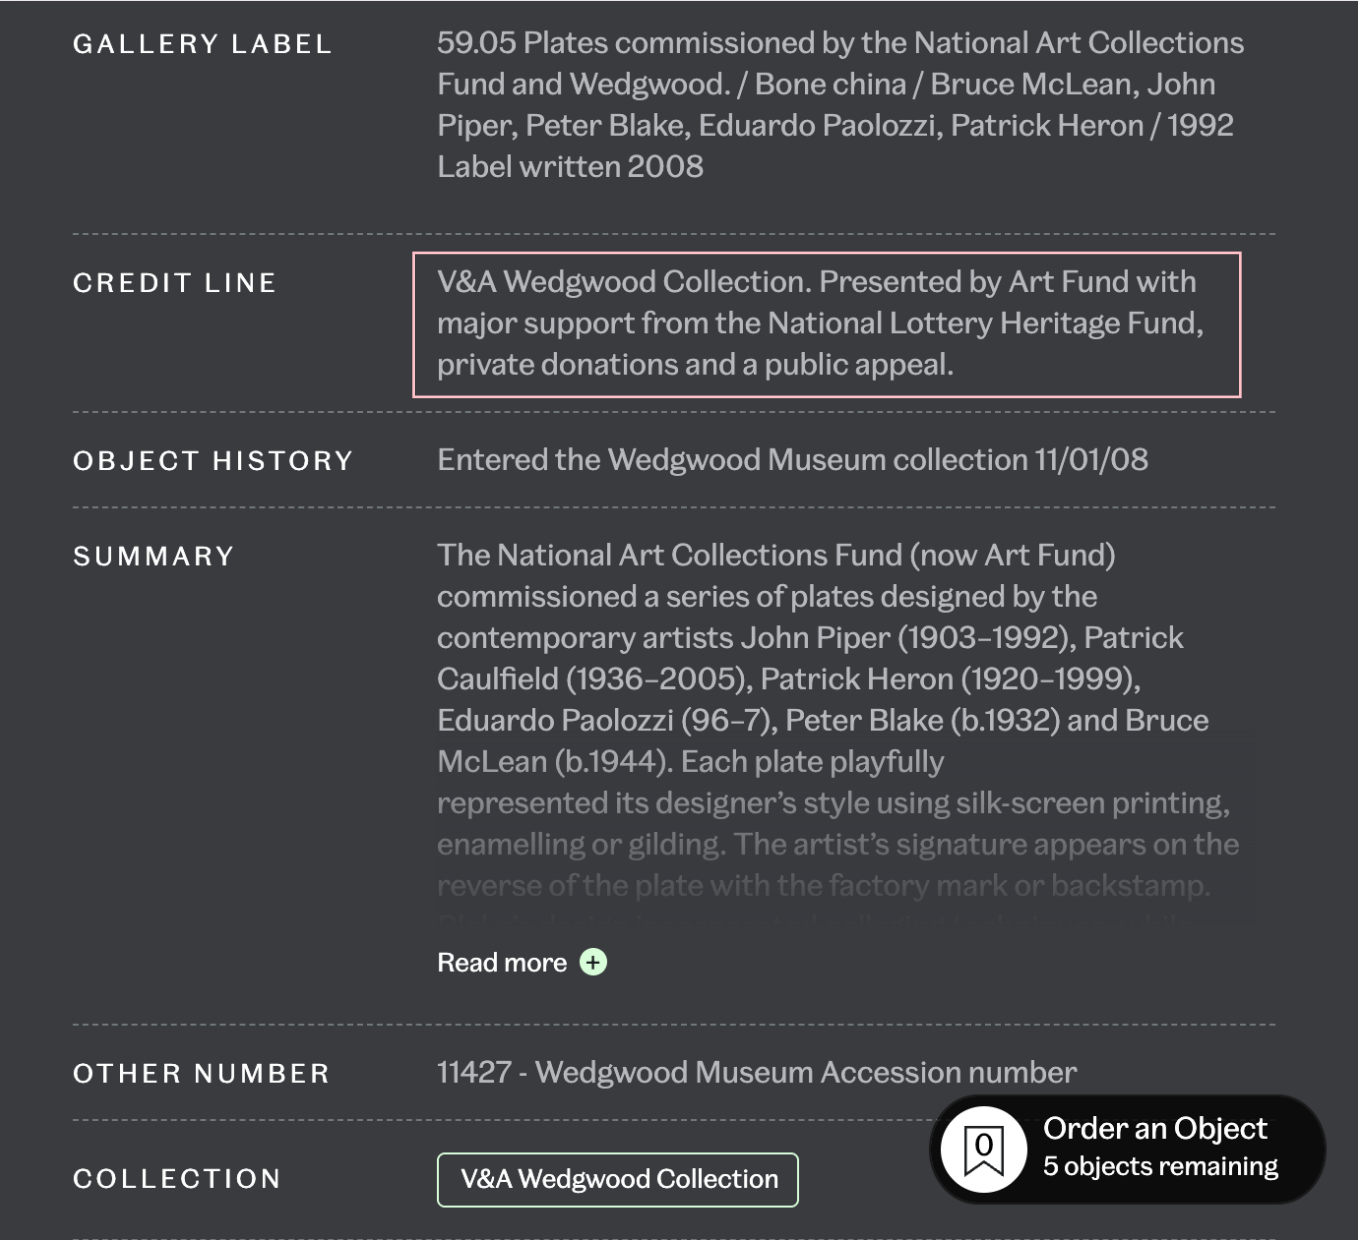 GALLERY LABEL
59.05 Plates commissioned by the National Art Collections
Fund and Wedgwood. / Bone china / Bruce McLean, John
Piper, Peter Blake, Eduardo Paolozzi, Patrick Heron / 1992
Label written 2008
CREDIT LINE
V&A Wedgwood Collection. Presented by Art Fund with
major support from the National Lottery Heritage Fund,
private donations and a public appeal.
OBJECT HISTORY
Entered the Wedgwood Museum collection 11/01/08
SUMMARY
The National Art Collections Fund (now Art Fund)
commissioned a series of plates designed by the
contemporary artists John Piper (1903–1992), Patrick
Caulfield (1936–2005), Patrick Heron (1920–1999),
Eduardo Paolozzi (96–7), Peter Blake (b.1932) and Bruce
McLean (b.1944). Each plate playfully
represented its designer’s style using silk-screen printing,
enamelling or gilding. The artist’s signature appears on the
reverse of the plate with the factory mark or backstamp.
Read more
OTHER NUMBER
11427 - Wedgwood Museum Accession number
COLLECTION
V&A Wedgwood Collection
0
Order an Object
5 objects remaining